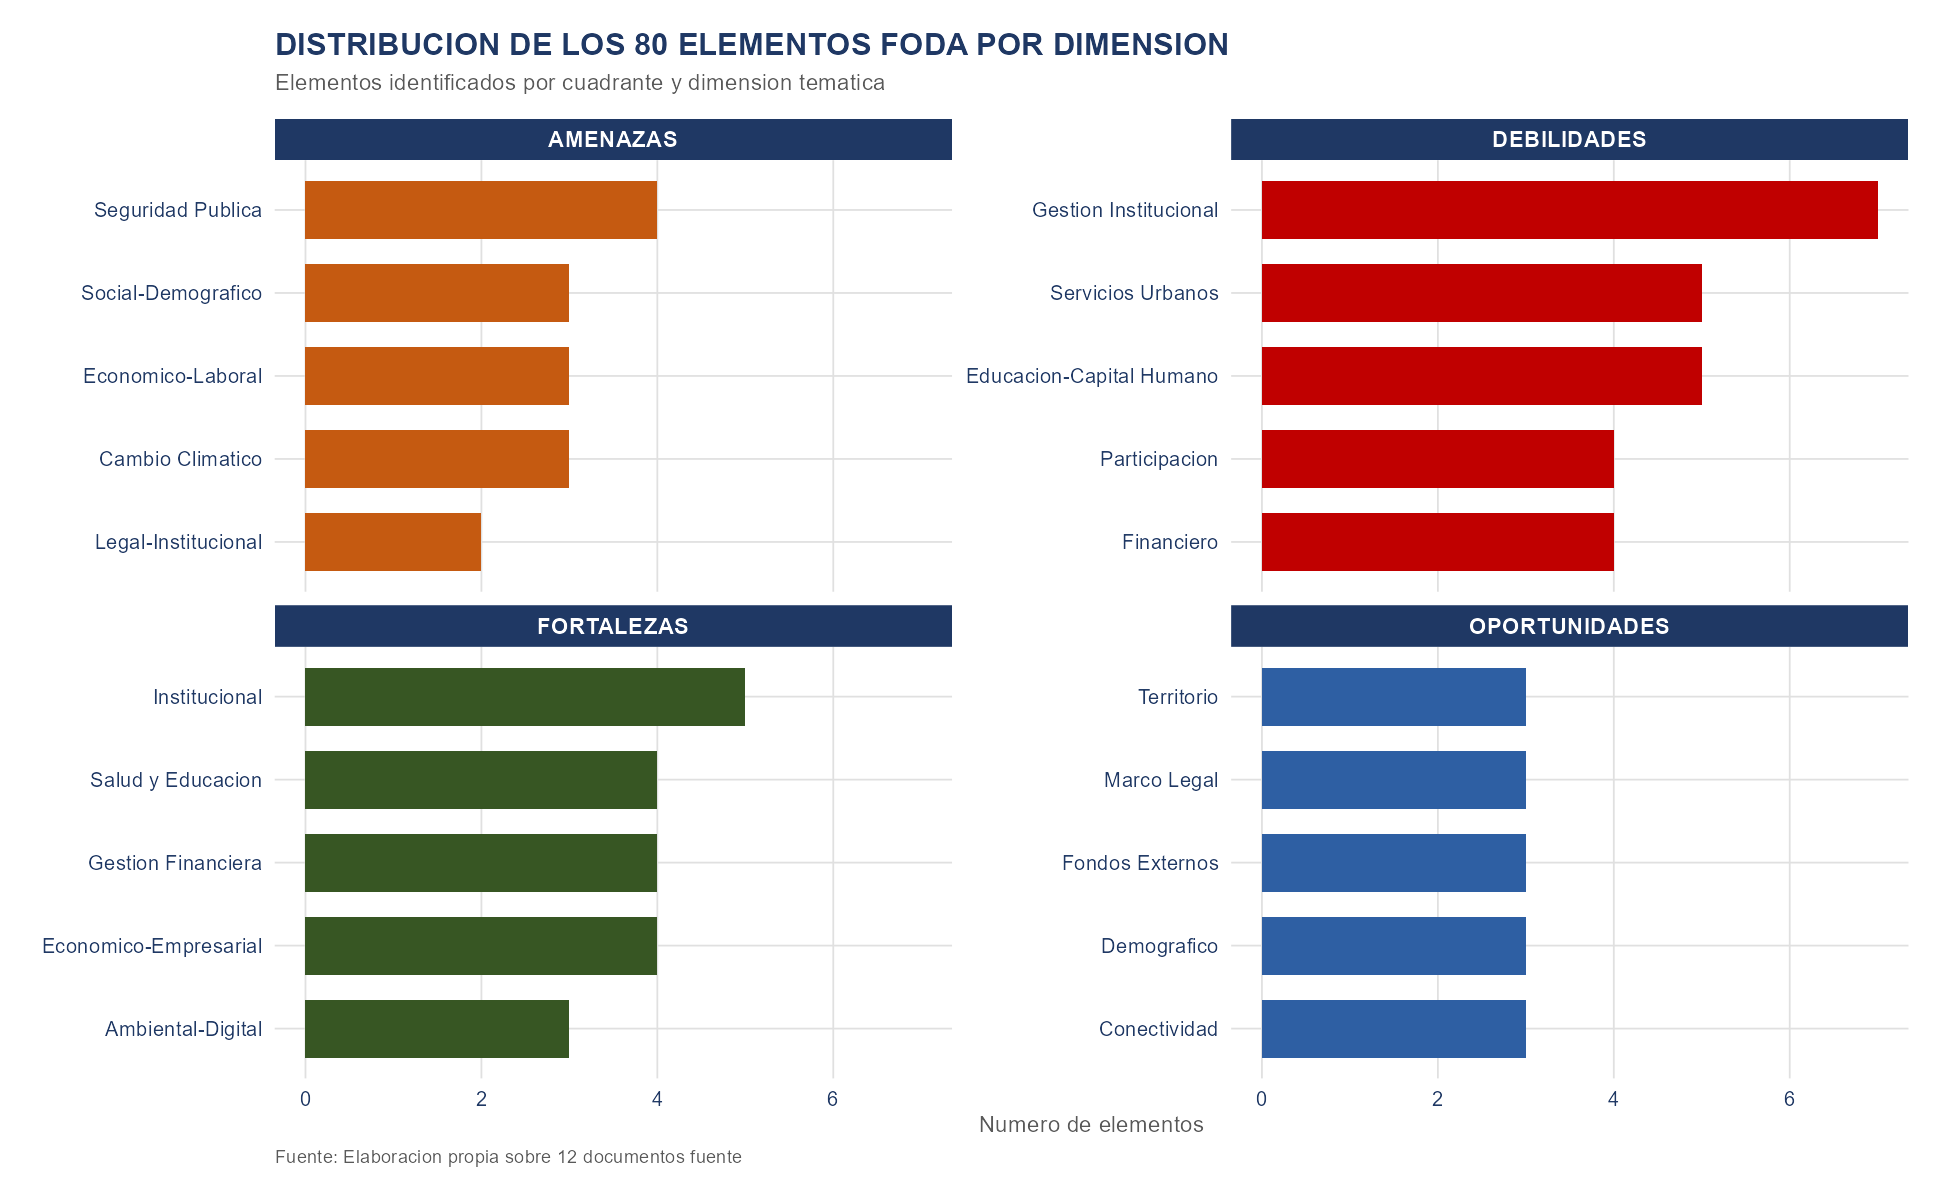 DISTRIBUCION DE LOS 80 ELEMENTOS FODA POR DIMENSION
Elementos identificados por cuadrante y dimension tematica
AMENAZAS
Seguridad Publica
Social-Demografico
Economico-Laboral
Cambio Climatico
Legal-Institucional
DEBILIDADES
Gestion Institucional
Servicios Urbanos
Educacion-Capital Humano
Participacion
Financiero
FORTALEZAS
Institucional
Salud y Educacion
Gestion Financiera
Economico-Empresarial
Ambiental-Digital
0 2 4 6
OPORTUNIDADES
Territorio
Marco Legal
Fondos Externos
Demografico
Conectividad
0 2 4 6
Numero de elementos
Fuente: Elaboracion propia sobre 12 documentos fuente